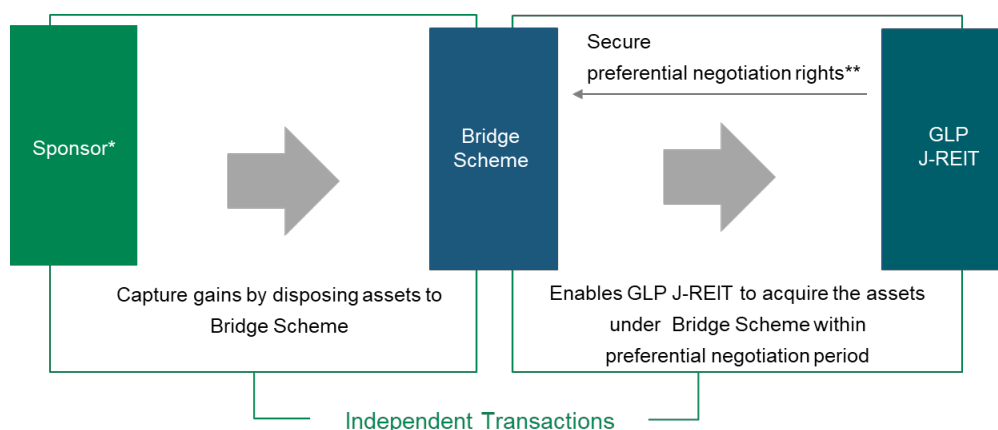 Sponsor*
Bridge
Scheme
GLP
J-REIT
Secure
preferential negotiation rights**
Capture gains by disposing assets to
Bridge Scheme
Enables GLP J-REIT to acquire the assets
under Bridge Scheme within
preferential negotiation period
Independent Transactions